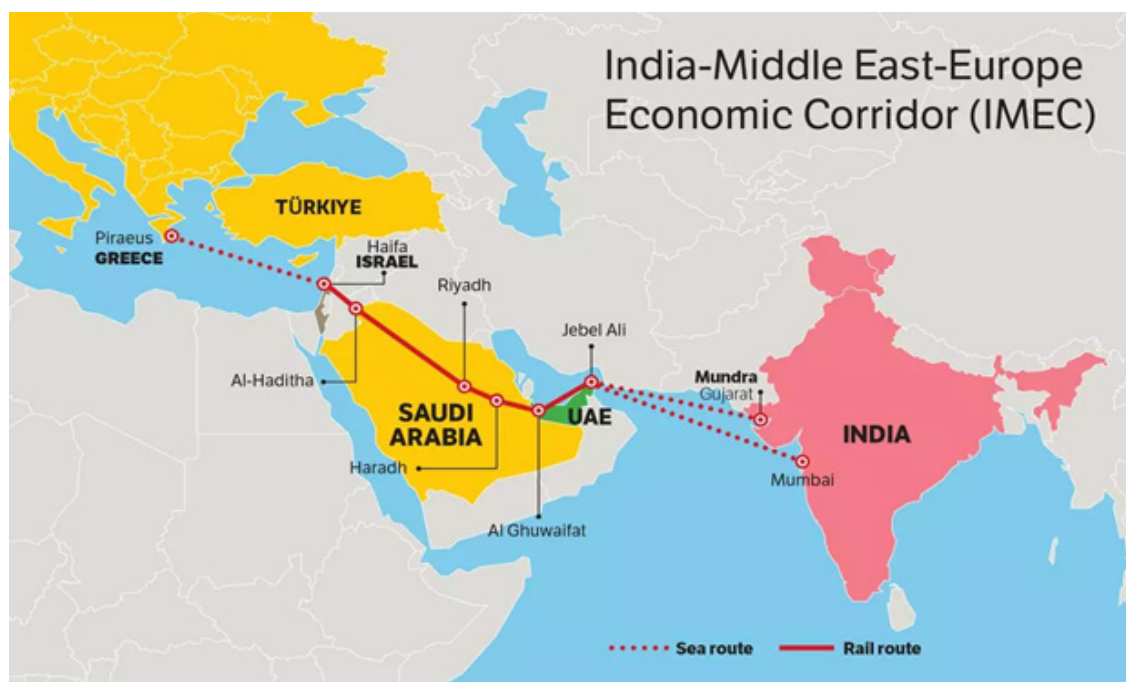 India-Middle East-Europe
Economic Corridor (IMEC)
TÜRKIYE
Piraeus
GREECE
Haifa
ISRAEL
Riyadh
Jebel Ali
Al-Haditha
Mundra
Gujarat
SAUDI
ARABIA
UAE
INDIA
Haradh
Mumbai
Al Ghuwaifat
Sea route
Rail route